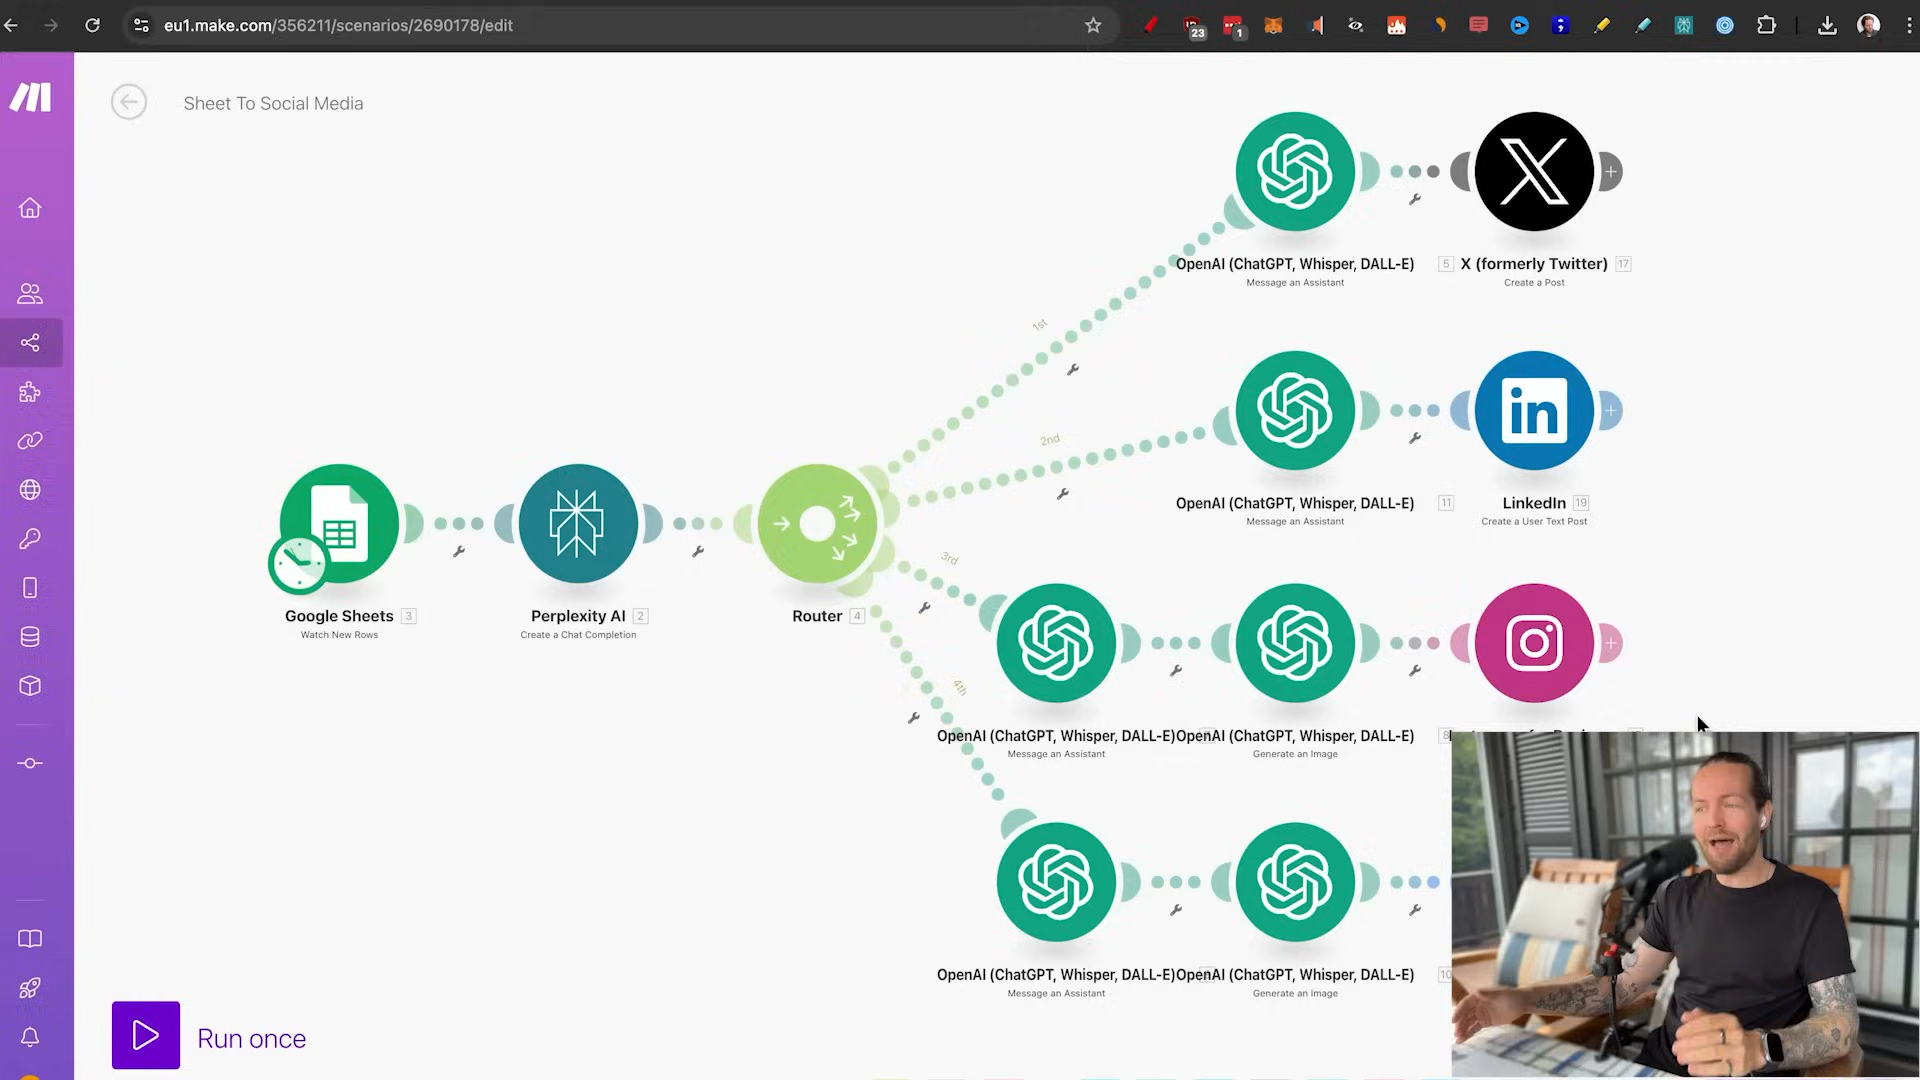 eu1.make.com/356211/scenarios/2690178/edit
23
1
Sheet To Social Media
OpenAI (ChatGPT, Whisper, DALL-E) 5
Message an Assistant
X (formerly Twitter) 17
Create a Post
1st
2nd
OpenAI (ChatGPT, Whisper, DALL-E) 11
Message an Assistant
LinkedIn 19
Create a User Text Post
3rd
Google Sheets 3
Watch New Rows
Perplexity AI 2
Create a Chat Completion
Router 4
4th
OpenAI (ChatGPT, Whisper, DALL-E)
Message an Assistant
OpenAI (ChatGPT, Whisper, DALL-E) 8
Generate an Image
OpenAI (ChatGPT, Whisper, DALL-E)
Message an Assistant
OpenAI (ChatGPT, Whisper, DALL-E) 10
Generate an Image
Run once